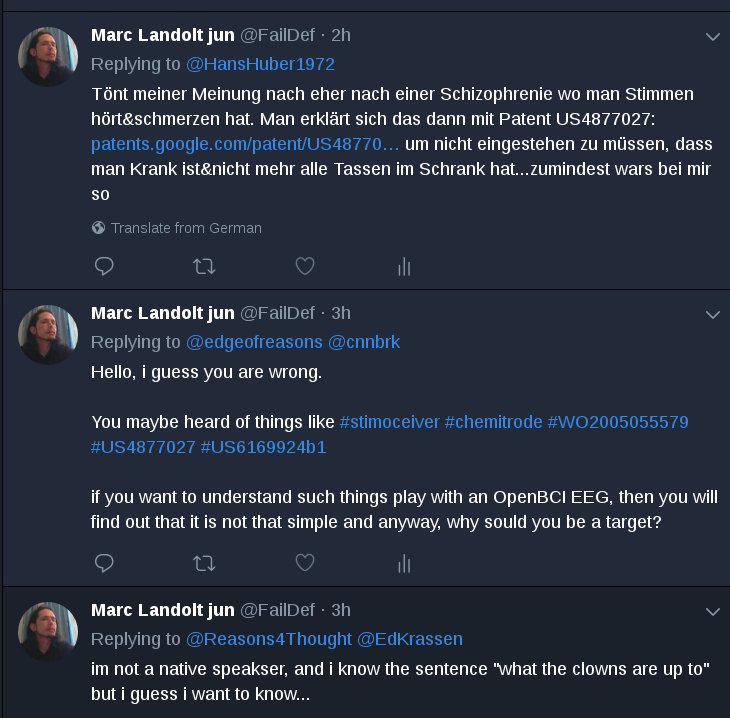 Marc Landolt jun @FailDef · 2h
Replying to @HansHuber1972
Tönt meiner Meinung nach eher nach einer Schizophrenie wo man Stimmen
hört&schmerzen hat. Man erklärt sich das dann mit Patent US4877027:
patents.google.com/patent/US48770… um nicht eingestehen zu müssen, dass
man Krank ist&nicht mehr alle Tassen im Schrank hat...zumindest wars bei mir
so
Translate from German
Marc Landolt jun @FailDef · 3h
Replying to @edgeofreasons @cnnbrk
Hello, i guess you are wrong.
You maybe heard of things like #stimoceiver #chemitrode #WO2005055579
#US4877027 #US6169924b1
if you want to understand such things play with an OpenBCI EEG, then you will
find out that it is not that simple and anyway, why sould you be a target?
Marc Landolt jun @FailDef · 3h
Replying to @Reasons4Thought @EdKrassen
im not a native speakser, and i know the sentence "what the clowns are up to"
but i guess i want to know...